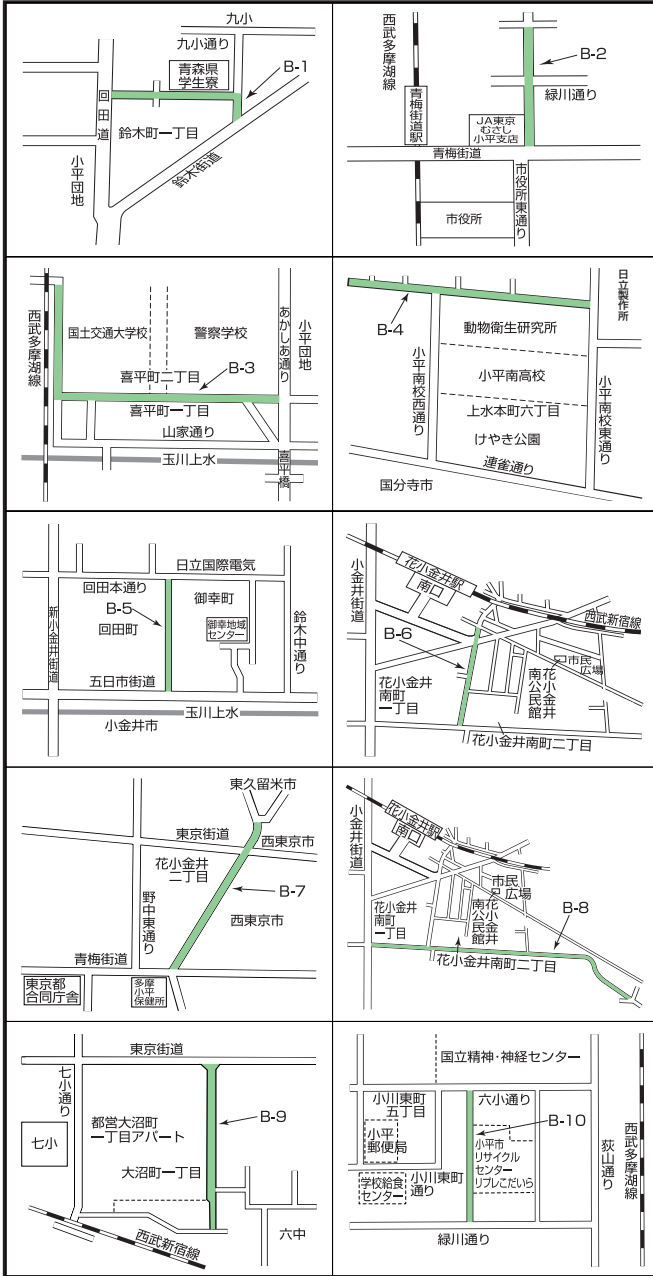 九小
九小通り
青森県
学生寮
B-1
回田道
鈴木町一丁目
鈴木街道
小平団地
西武多摩湖線
B-2
緑川通り
青梅街道駅
JA東京
むさし
小平支店
青梅街道
市役所東通り
市役所
西武多摩湖線
国土交通大学校
警察学校
あかしあ通り
小平団地
喜平町二丁目
B-3
喜平町一丁目
山家通り
玉川上水
喜平橋
日立製作所
B-4
動物衛生研究所
小平南校西通り
小平南高校
小平南校東通り
上水本町六丁目
けやき公園
連雀通り
国分寺市
日立国際電気
回田本通り
B-5
御幸町
新小金井街道
回田町
御幸地域
センター
鈴木中通り
五日市街道
玉川上水
小金井市
小金井街道
花小金井駅
南口
西武新宿線
B-6
市民
広場
花小金井
南町
一丁目
花小金井
南公民館
花小金井南町二丁目
東久留米市
東京街道
西東京市
花小金井
二丁目
B-7
野中東通り
西東京市
青梅街道
東京都
合同庁舎
多摩
小平
保健所
小金井街道
花小金井駅
南口
市民
広場
花小金井
南町
一丁目
花小金井
南公民館
B-8
花小金井南町二丁目
東京街道
七小通り
B-9
都営大沼町
一丁目アパート
七小
大沼町一丁目
六中
西武新宿線
国立精神・神経センター
小川東町
五丁目
六小通り
B-10
小平
郵便局
小平市
リサイクル
センター
リプレこだいら
荻山通り
西武多摩湖線
学校給食
センター
小川東町
通り
緑川通り